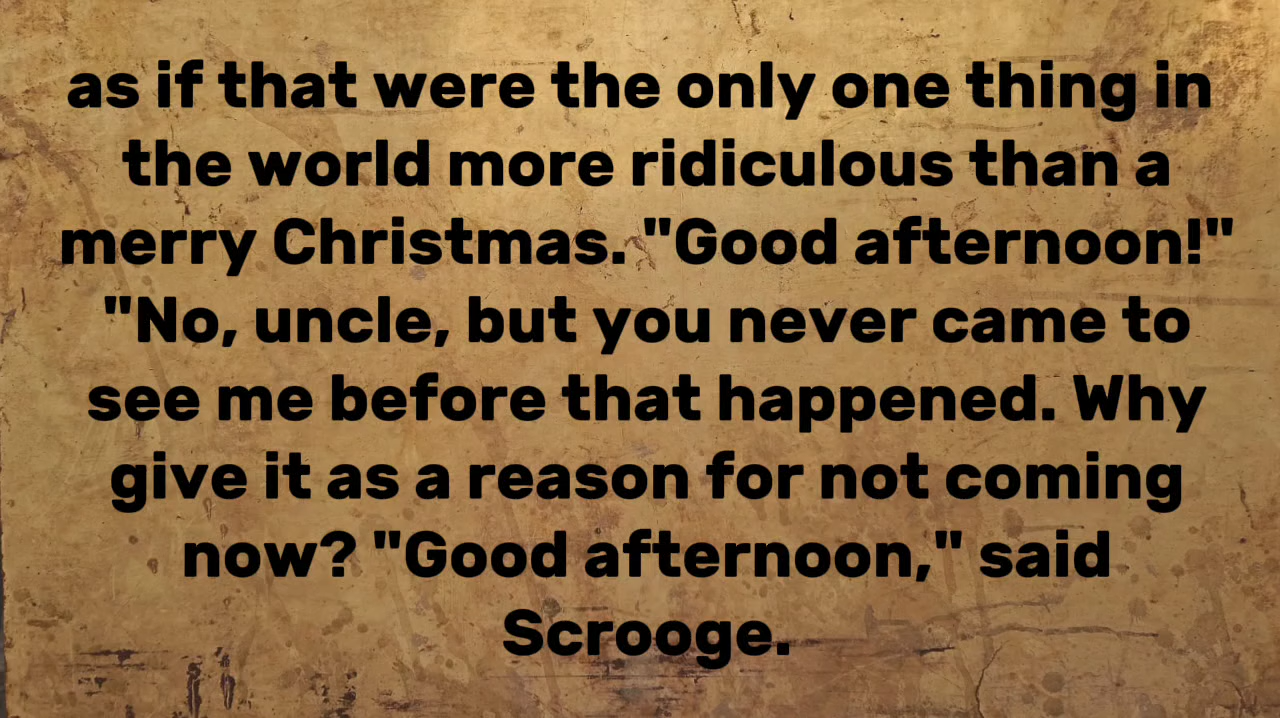 as if that were the only one thing in
the world more ridiculous than a
merry Christmas. "Good afternoon!"
"No, uncle, but you never came to
see me before that happened. Why
give it as a reason for not coming
now? "Good afternoon," said
Scrooge.